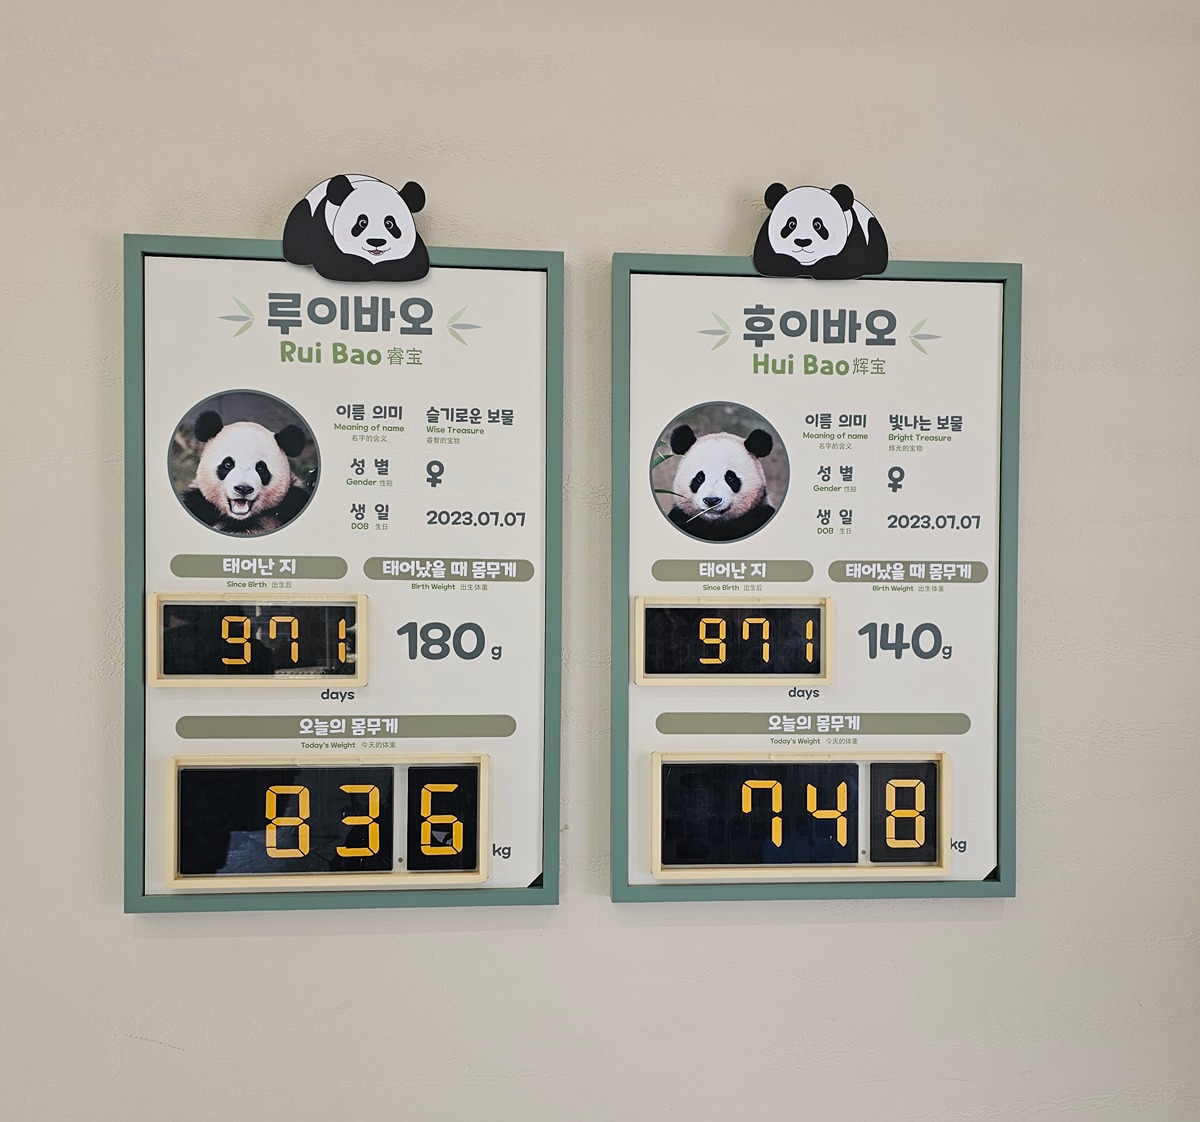 루이바오
Rui Bao 睿宝
이름 의미 슬기로운 보물
Meaning of name Wise Treasure
名字的含义 睿智的宝物
성 별 ♀
Gender 性别
생 일 2023.07.07
DOB 生日
태어난 지 태어났을 때 몸무게
Since Birth 出生后 Birth Weight 出生体重
971 180 g
days
오늘의 몸무게
Today's Weight 今天的体重
83.6 kg
후이바오
Hui Bao 辉宝
이름 의미 빛나는 보물
Meaning of name Bright Treasure
名字的含义 辉光的宝物
성 별 ♀
Gender 性别
생 일 2023.07.07
DOB 生日
태어난 지 태어났을 때 몸무게
Since Birth 出生后 Birth Weight 出生体重
971 140g
days
오늘의 몸무게
Today's Weight 今天的体重
74.8 kg